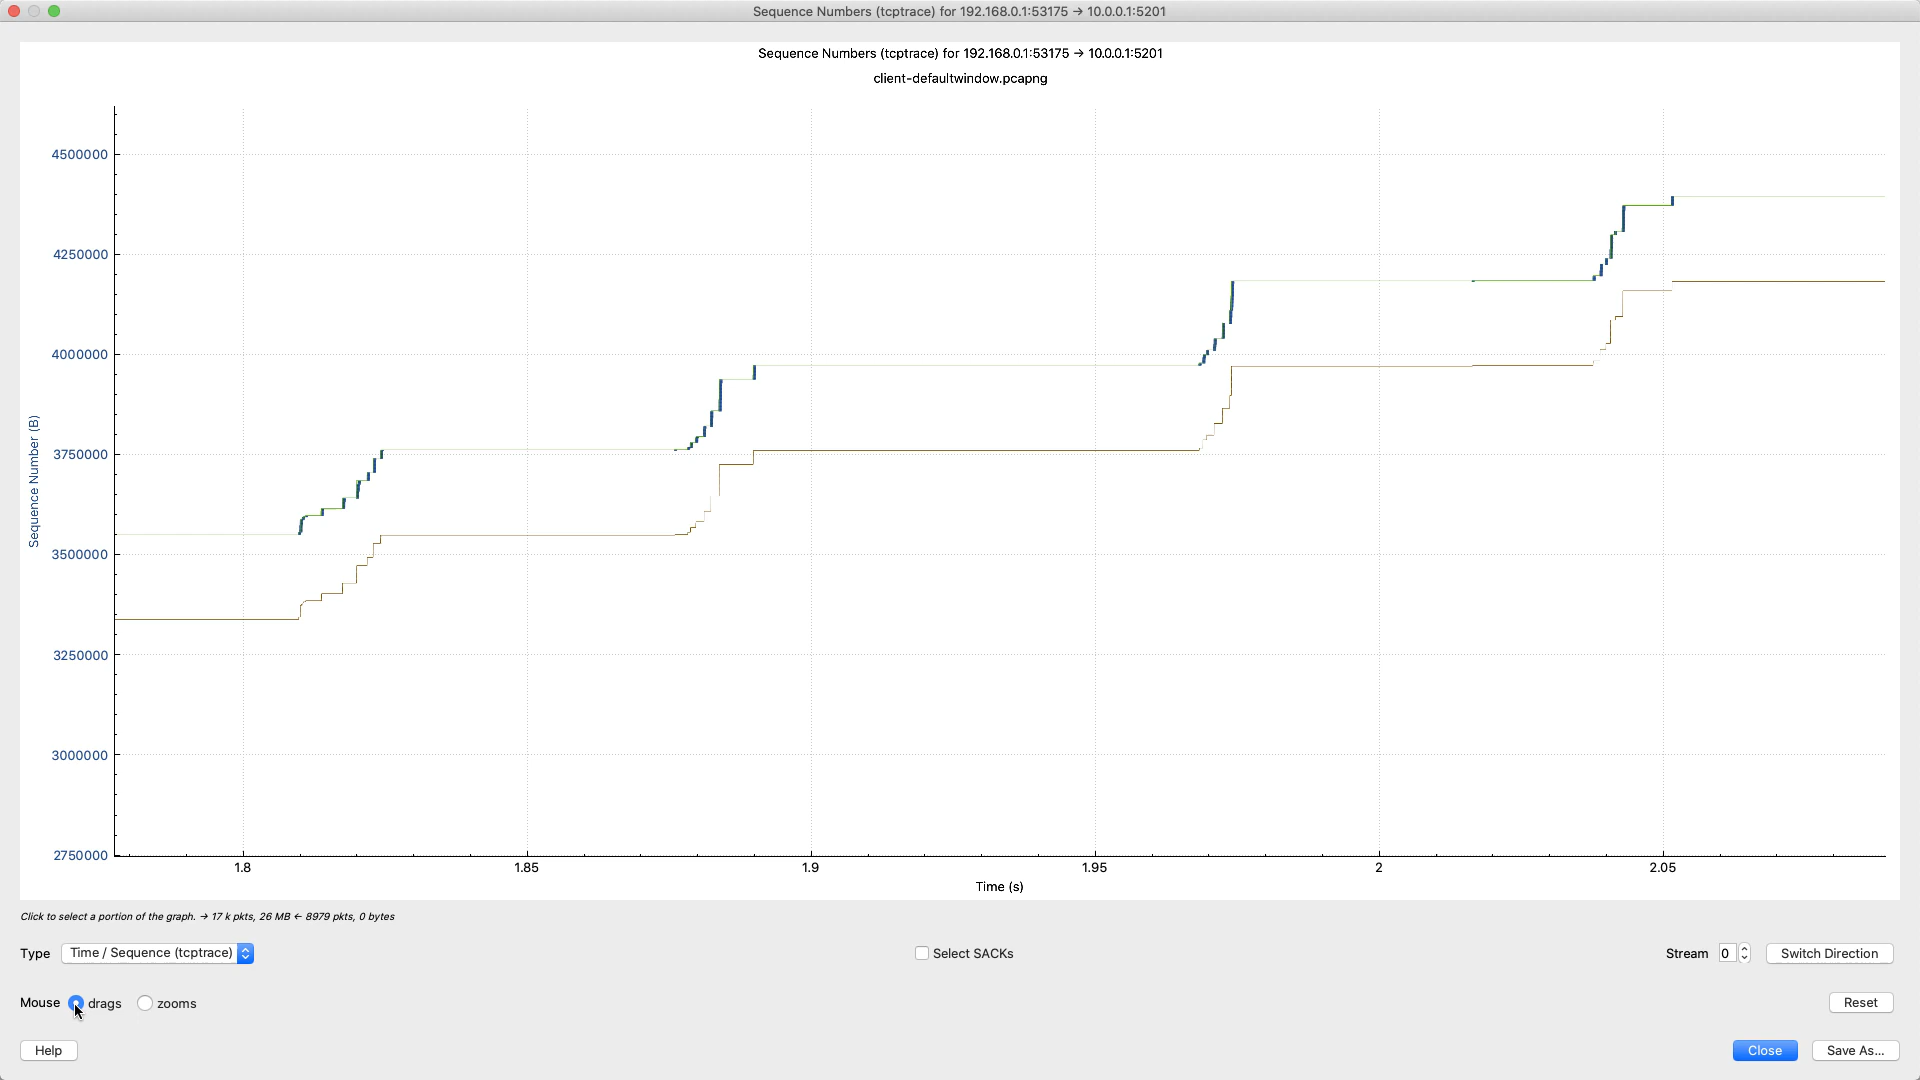 Sequence Numbers (tcptrace) for 192.168.0.1:53175 → 10.0.0.1:5201
Sequence Numbers (tcptrace) for 192.168.0.1:53175 → 10.0.0.1:5201
client-defaultwindow.pcapng
4500000
4250000
4000000
3750000
3500000
3250000
3000000
2750000
Sequence Number (B)
1.8
1.85
1.9
1.95
2
2.05
Time (s)
Click to select a portion of the graph. → 17 k pkts, 26 MB ← 8979 pkts, 0 bytes
Type Time / Sequence (tcptrace) Select SACKs Stream 0 Switch Direction
Mouse drags zooms Reset
Help Close Save As...